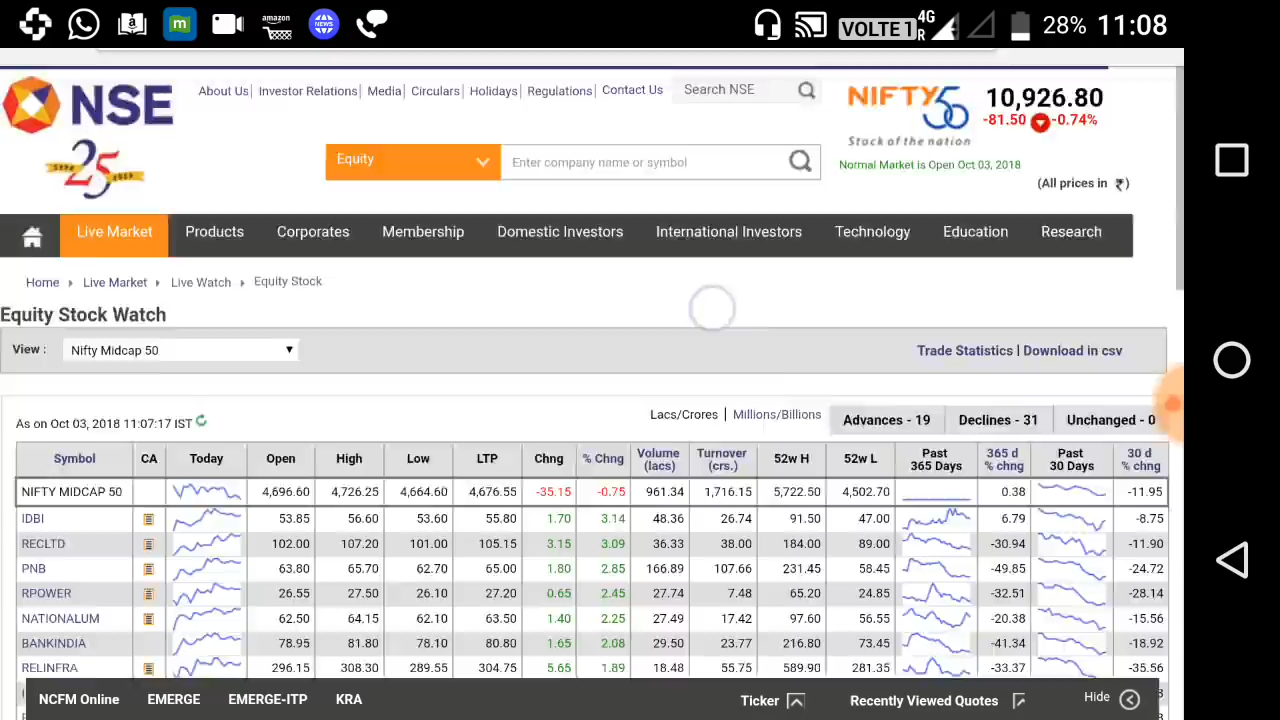 amazon
NEWS
VOLTE 1
4G
R
28% 11:08
NSE
25
About Us| Investor Relations| Media| Circulars| Holidays| Regulations| Contact Us
Search NSE
NIFTY50
Stock of the nation
10,926.80
-81.50 -0.74%
Normal Market is Open Oct 03, 2018
(All prices in ₹)
Equity
Enter company name or symbol
Live Market Products Corporates Membership Domestic Investors International Investors Technology Education Research
Home Live Market Live Watch Equity Stock
Equity Stock Watch
View : Nifty Midcap 50
Trade Statistics | Download in csv
As on Oct 03, 2018 11:07:17 IST
Lacs/Crores | Millions/Billions
Advances - 19 Declines - 31 Unchanged - 0
Symbol CA Today Open High Low LTP Chng % Chng Volume (lacs) Turnover (crs.) 52w H 52w L Past 365 Days 365 d % chng Past 30 Days 30 d % chng
NIFTY MIDCAP 50 4,696.60 4,726.25 4,664.60 4,676.55 -35.15 -0.75 961.34 1,716.15 5,722.50 4,502.70 0.38 -11.95
IDBI 53.85 56.60 53.60 55.80 1.70 3.14 48.36 26.74 91.50 47.00 6.79 -8.75
RECLTD 102.00 107.20 101.00 105.15 3.15 3.09 36.33 38.00 184.00 89.00 -30.94 -11.90
PNB 63.80 65.70 62.70 65.00 1.80 2.85 166.89 107.66 231.45 58.45 -49.85 -24.72
RPOWER 26.55 27.50 26.10 27.20 0.65 2.45 27.74 7.48 65.20 24.85 -32.51 -28.14
NATIONALUM 62.50 64.15 62.10 63.50 1.40 2.25 27.49 17.42 97.60 56.55 -20.38 -15.56
BANKINDIA 78.95 81.80 78.10 80.80 1.65 2.08 29.50 23.77 216.80 73.45 -41.34 -18.92
RELINFRA 296.15 308.30 289.55 304.75 5.65 1.89 18.48 55.75 589.90 281.35 -33.37 -35.56
NCFM Online EMERGE EMERGE-ITP KRA Ticker Recently Viewed Quotes Hide